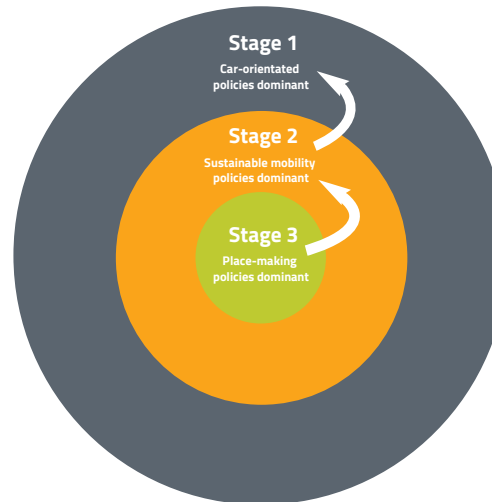 Stage 1
Car-orientated
policies dominant
Stage 2
Sustainable mobility
policies dominant
Stage 3
Place-making
policies dominant